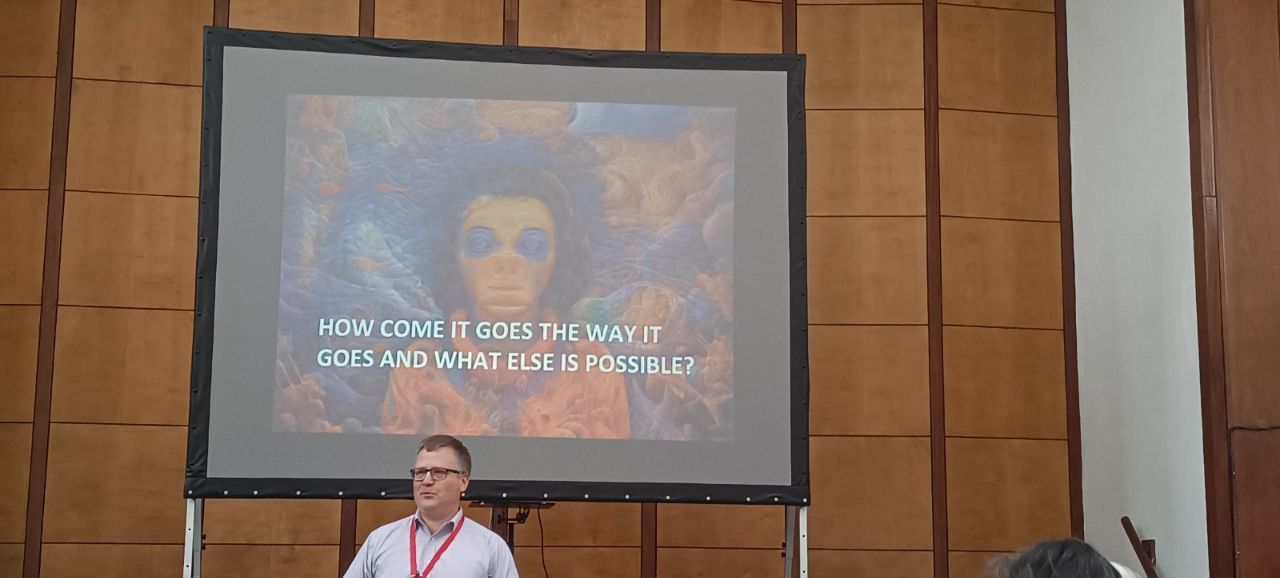 HOW COME IT GOES THE WAY IT
GOES AND WHAT ELSE IS POSSIBLE?